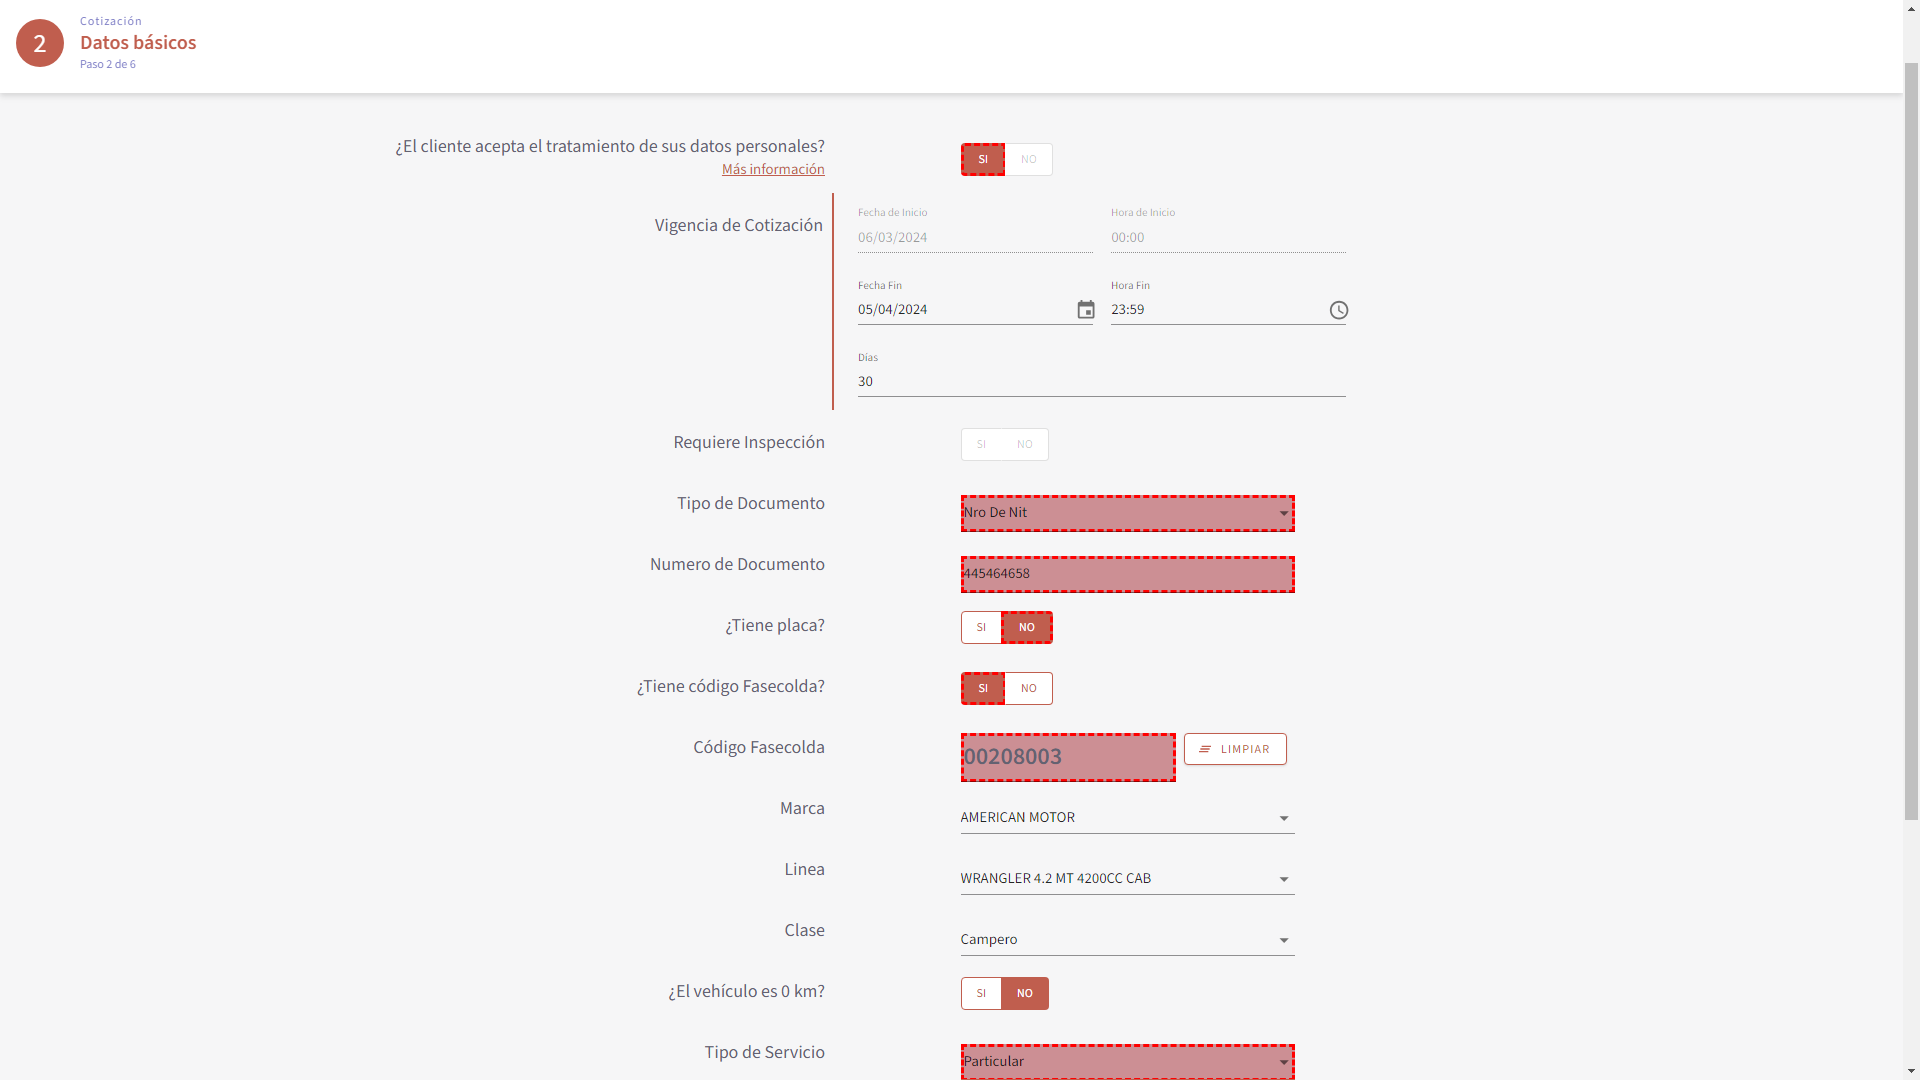 2
Cotización
Datos básicos
Paso 2 de 6
¿El cliente acepta el tratamiento de sus datos personales?
Más información
SI NO
Vigencia de Cotización
Fecha de Inicio Hora de Inicio
06/03/2024 00:00
Fecha Fin Hora Fin
05/04/2024 23:59
Días
30
Requiere Inspección SI NO
Tipo de Documento Nro De Nit
Numero de Documento 445464658
¿Tiene placa? SI NO
¿Tiene código Fasecolda? SI NO
Código Fasecolda 00208003 LIMPIAR
Marca AMERICAN MOTOR
Linea WRANGLER 4.2 MT 4200CC CAB
Clase Campero
¿El vehículo es 0 km? SI NO
Tipo de Servicio Particular